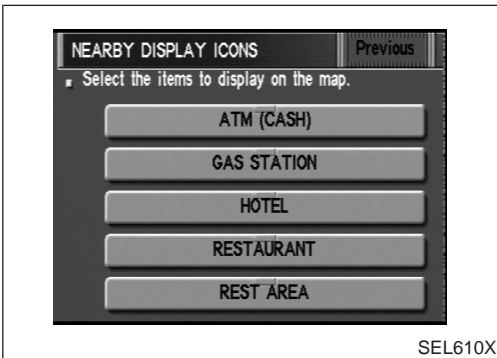 NEARBY DISPLAY ICONS Previous
Select the items to display on the map.
ATM (CASH)
GAS STATION
HOTEL
RESTAURANT
REST AREA
SEL610X